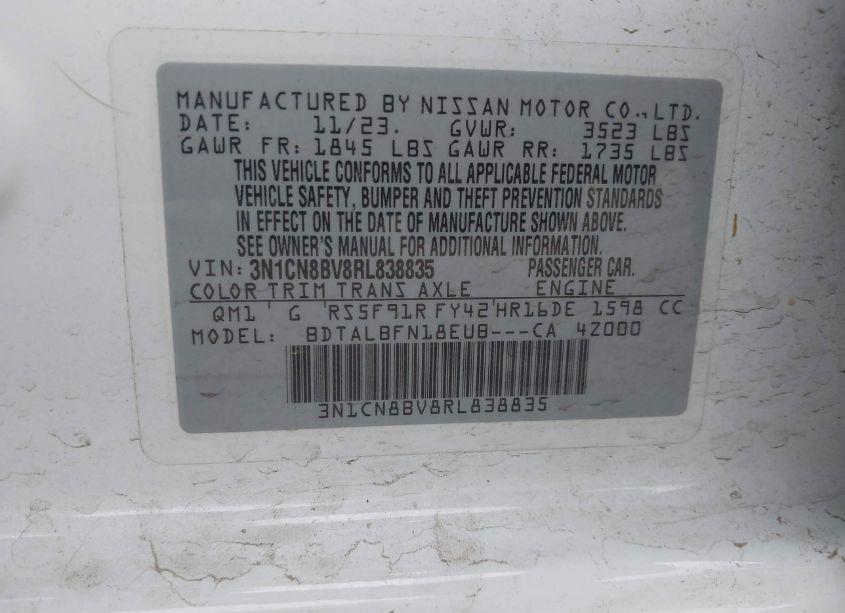 MANUFACTURED BY NISSAN MOTOR CO., LTD.
DATE: 11/23. GVWR: 3523 LBS
GAWR FR: 1845 LBS GAWR RR: 1735 LBS
THIS VEHICLE CONFORMS TO ALL APPLICABLE FEDERAL MOTOR
VEHICLE SAFETY, BUMPER AND THEFT PREVENTION STANDARDS
IN EFFECT ON THE DATE OF MANUFACTURE SHOWN ABOVE.
SEE OWNER'S MANUAL FOR ADDITIONAL INFORMATION.
VIN: 3N1CN8BV8RL838835 PASSENGER CAR.
COLOR TRIM TRANS AXLE ENGINE
QM1 ' G ' RS5F91R FY42 ' HR16DE 1598 CC
MODEL: BDTALBFN18EUB---CA 4Z000
3N1CN8BV8RL838835